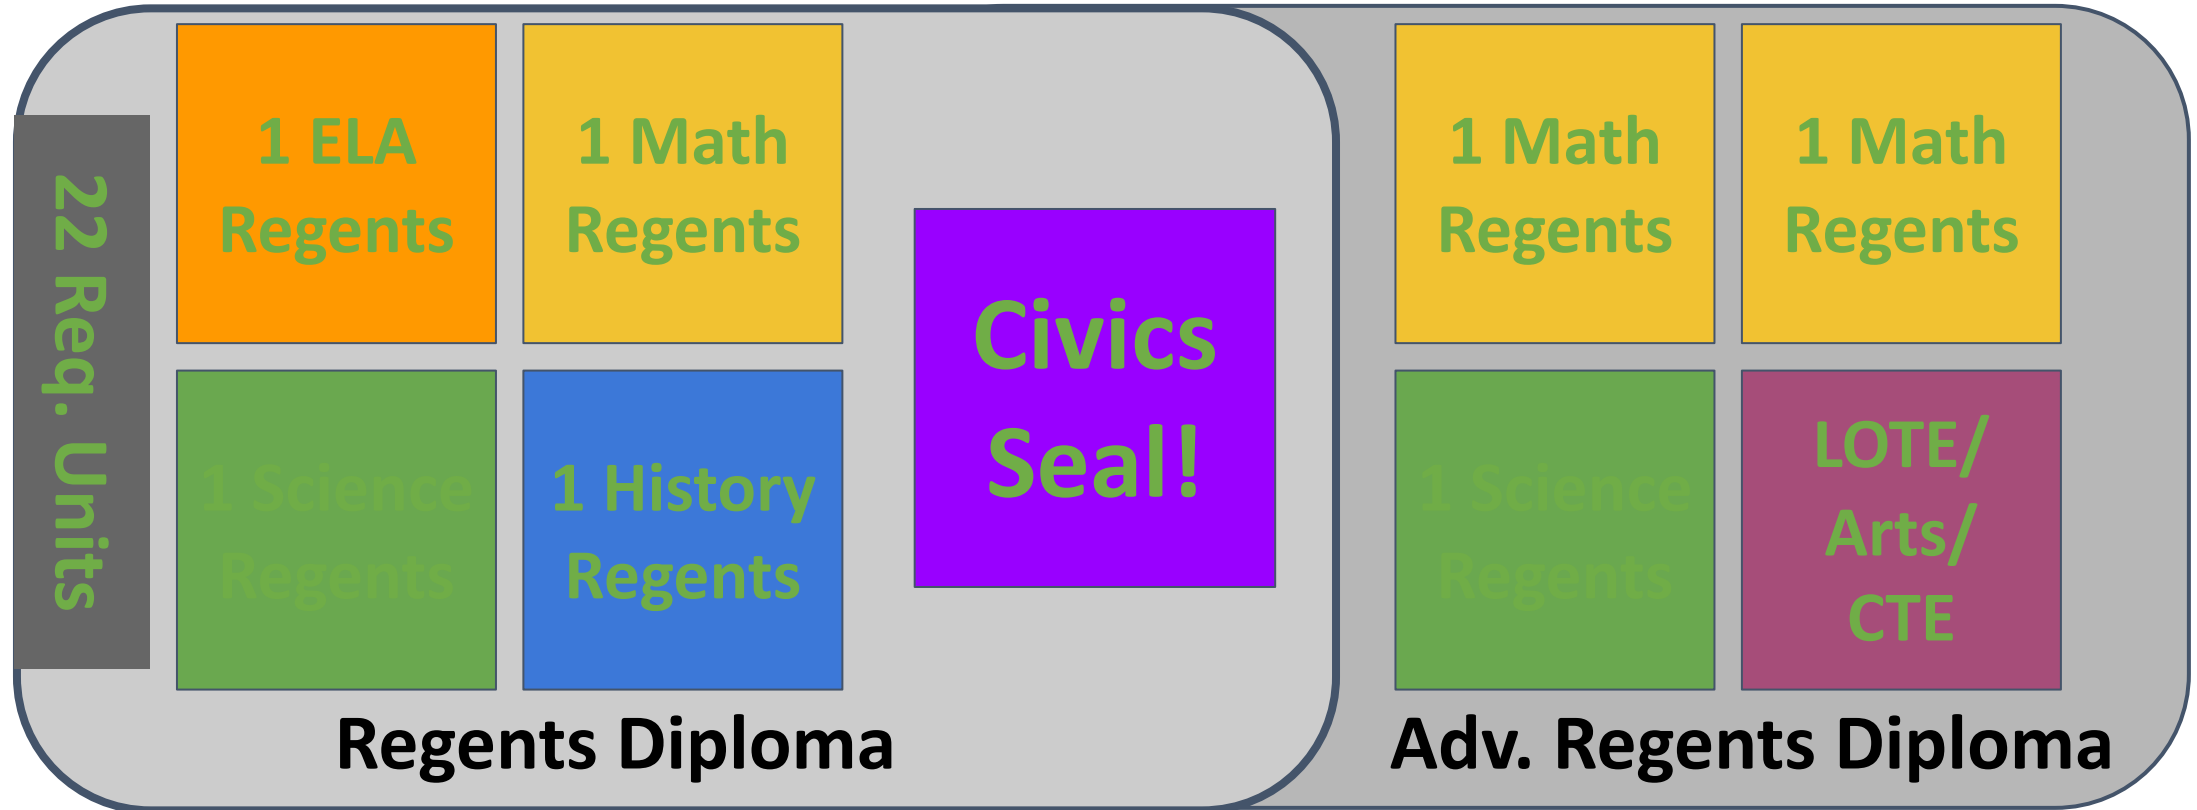 22 Req. Units
1 ELA
Regents
1 Math
Regents
1 Science
Regents
1 History
Regents
Civics
Seal!
Regents Diploma
1 Math
Regents
1 Math
Regents
1 Science
Regents
LOTE/
Arts/
CTE
Adv. Regents Diploma